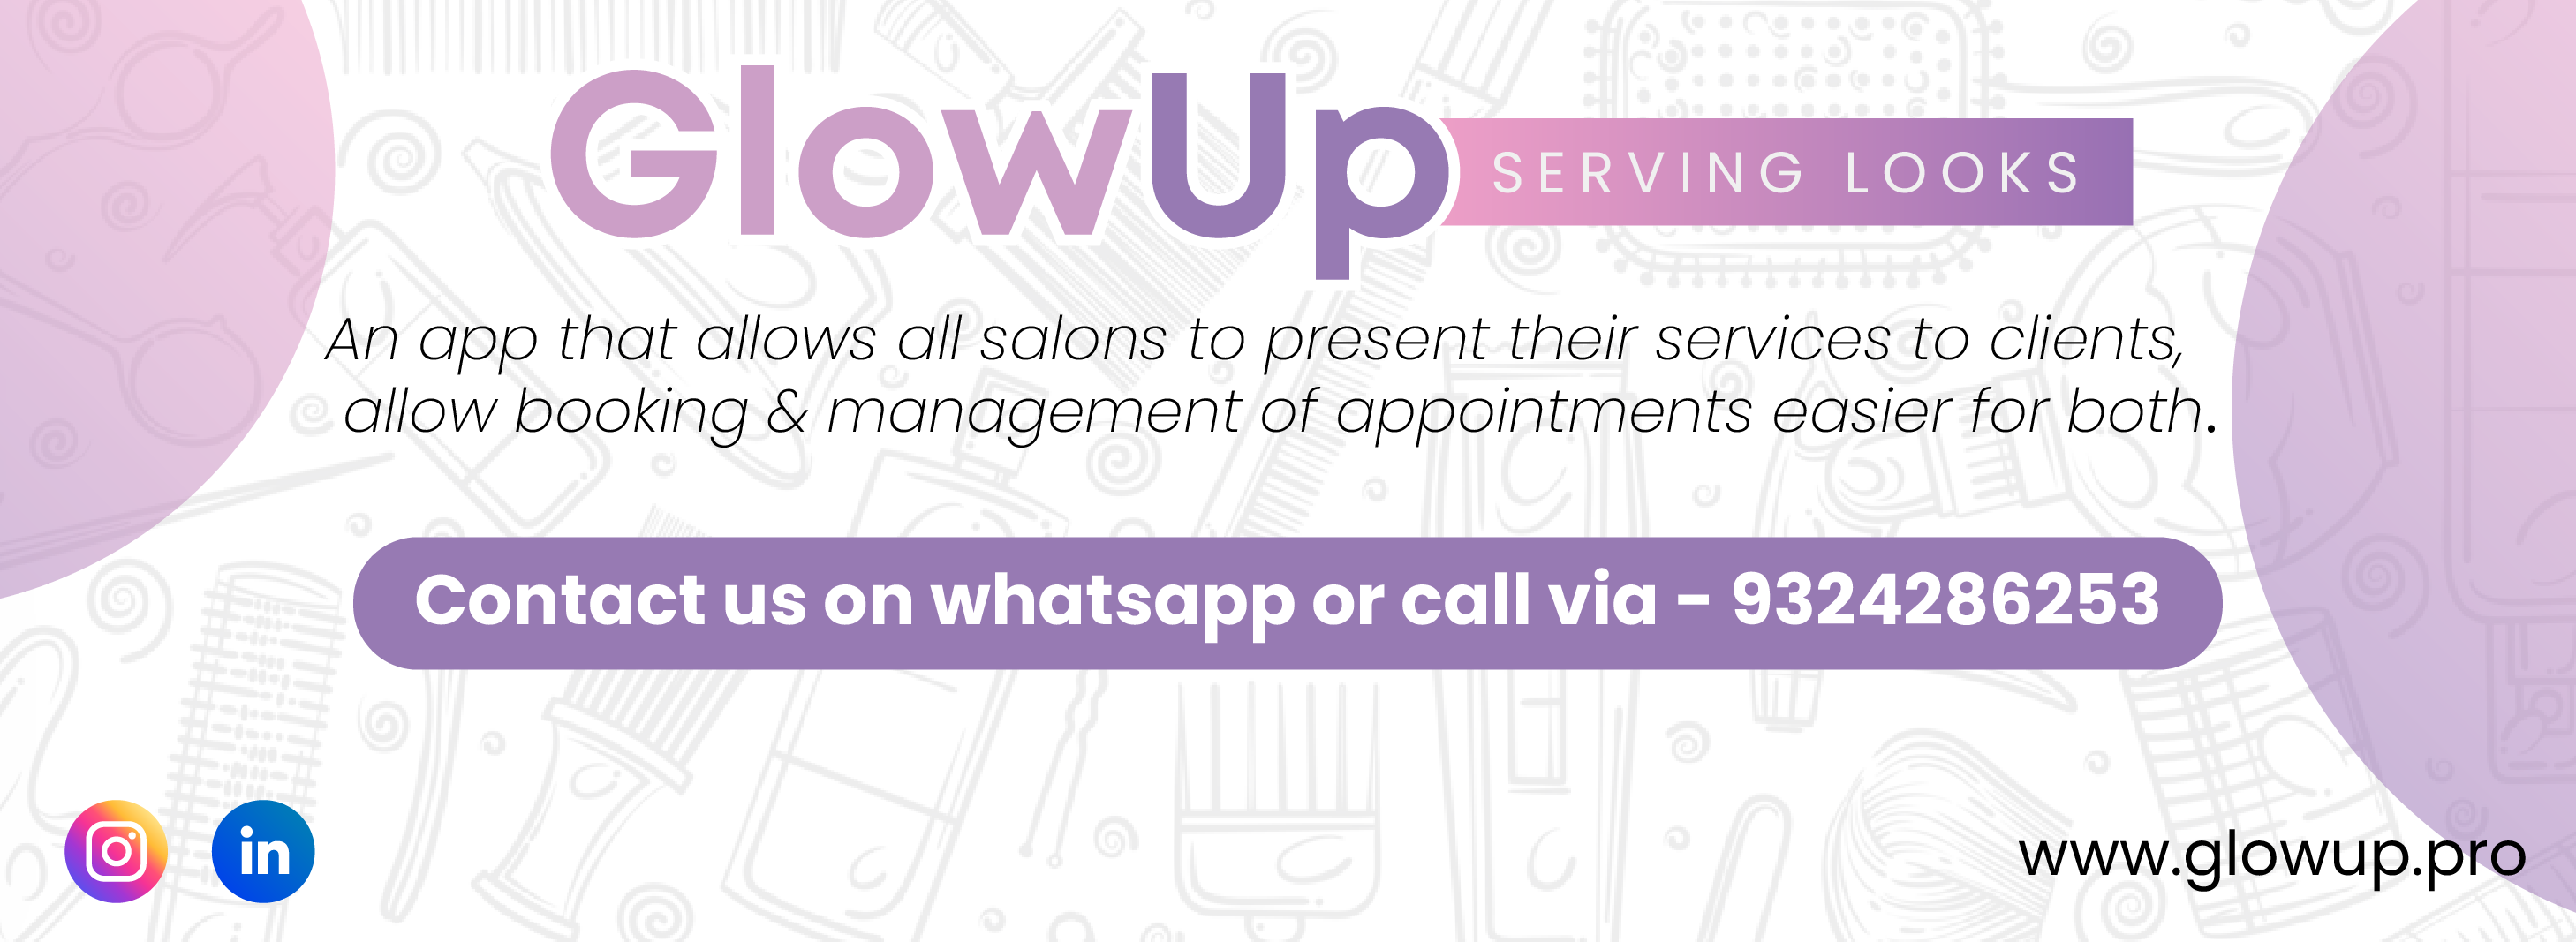 GlowUp SERVING LOOKS
An app that allows all salons to present their services to clients,
allow booking & management of appointments easier for both.
Contact us on whatsapp or call via - 9324286253
in
www.glowup.pro